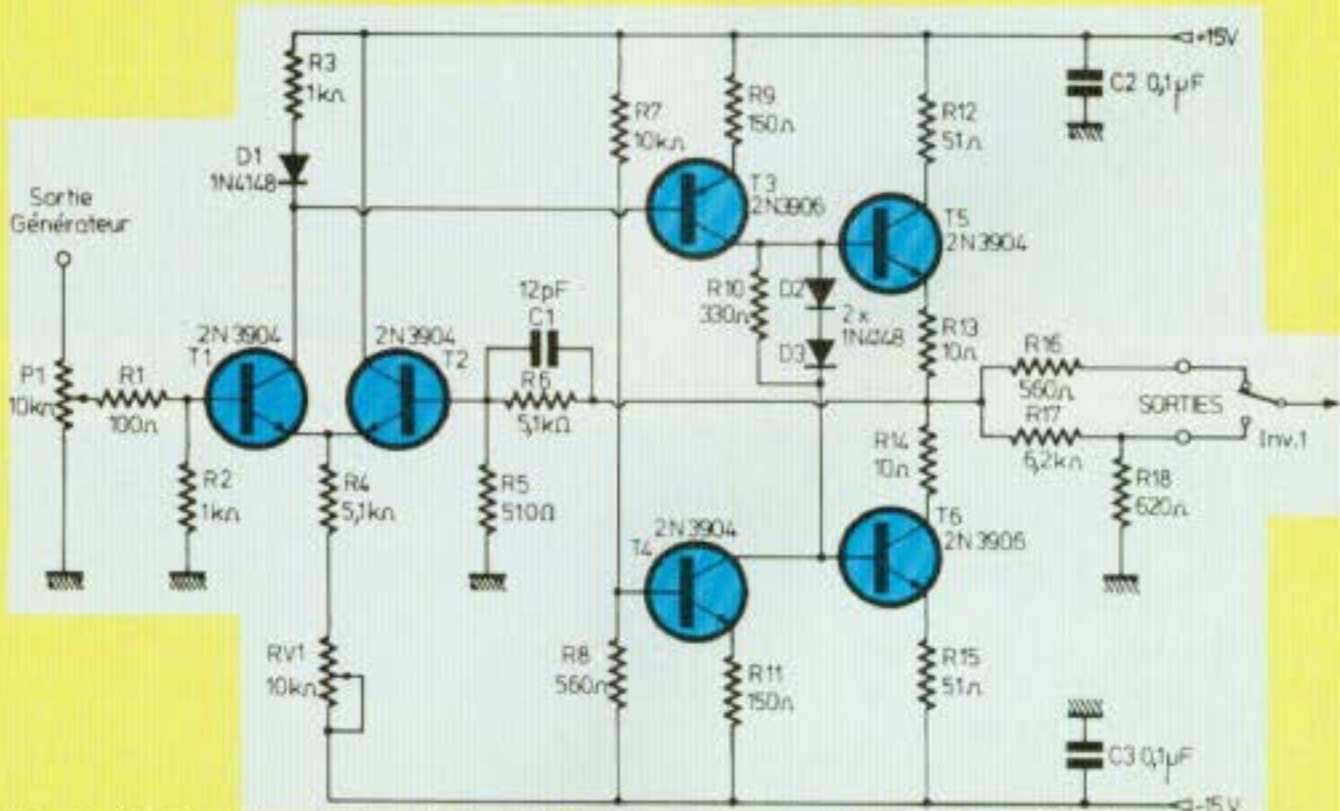 +15V
R3
1kΩ
C2 0,1µF
R7
10kΩ
R9
150Ω
R12
51Ω
D1
1N4148
Sortie
Générateur
T3
2N3906
T5
2N3904
R10
330Ω
D2
2x
1N4148
D3
R13
10Ω
12pF
C1
2N3904
T1
2N3904
T2
P1
10kΩ
R1
100Ω
R6
5,1kΩ
R16
560Ω
SORTIES
R17
6,2kΩ
Inv.1
R14
10Ω
R2
1kΩ
R4
5,1kΩ
R5
510Ω
R18
620Ω
2N3904
T4
T6
2N3906
RV1
10kΩ
R8
560Ω
R11
150Ω
R15
51Ω
C3 0,1µF
-15V